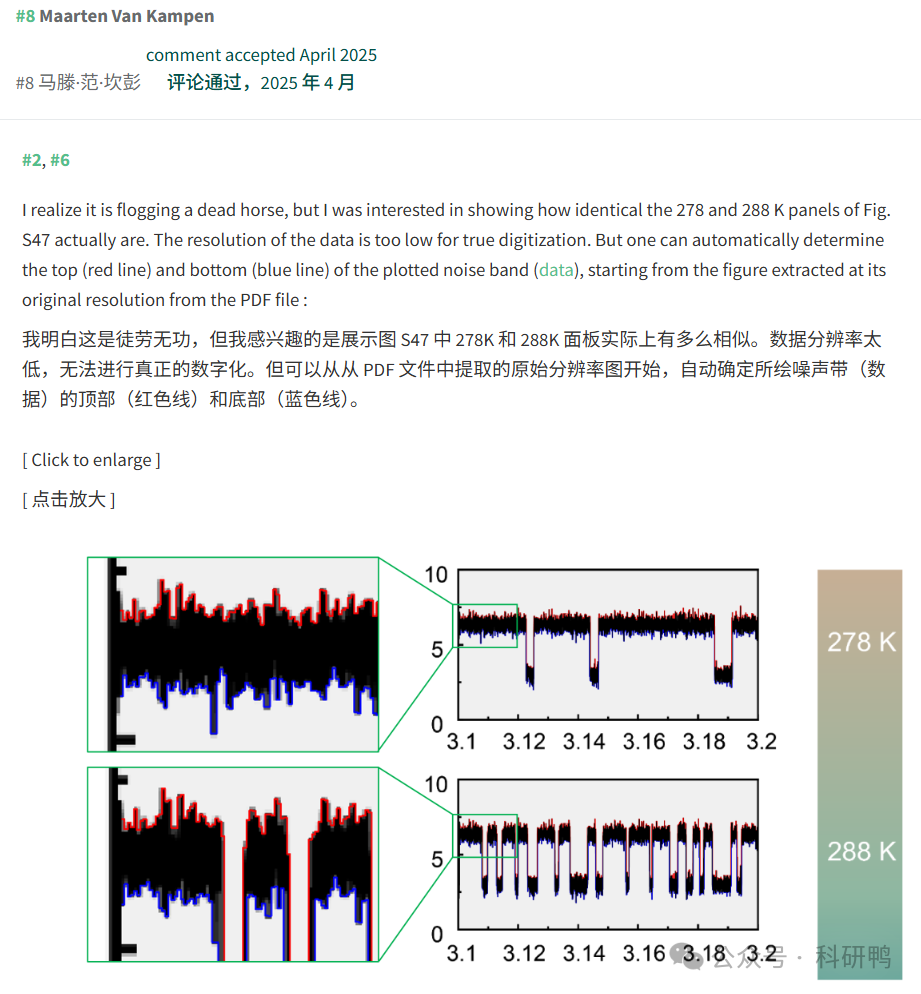 #8 Maarten Van Kampen
comment accepted April 2025
#8 马滕·范·坎彭 评论通过，2025 年 4 月
#2, #6
I realize it is flogging a dead horse, but I was interested in showing how identical the 278 and 288 K panels of Fig.
S47 actually are. The resolution of the data is too low for true digitization. But one can automatically determine
the top (red line) and bottom (blue line) of the plotted noise band (data), starting from the figure extracted at its
original resolution from the PDF file :
我明白这是徒劳无功，但我感兴趣的是展示图 S47 中 278K 和 288K 面板实际上有多么相似。数据分辨率太
低，无法进行真正的数字化。但可以从从 PDF 文件中提取的原始分辨率图开始，自动确定所绘噪声带（数
据）的顶部（红色线）和底部（蓝色线）。
[ Click to enlarge ]
[ 点击放大 ]
10
5
0
3.1 3.12 3.14 3.16 3.18 3.2
278 K
10
5
0
3.1 3.12 3.14 3.16 3.18 3.2
288 K
公众号 · 科研鸭